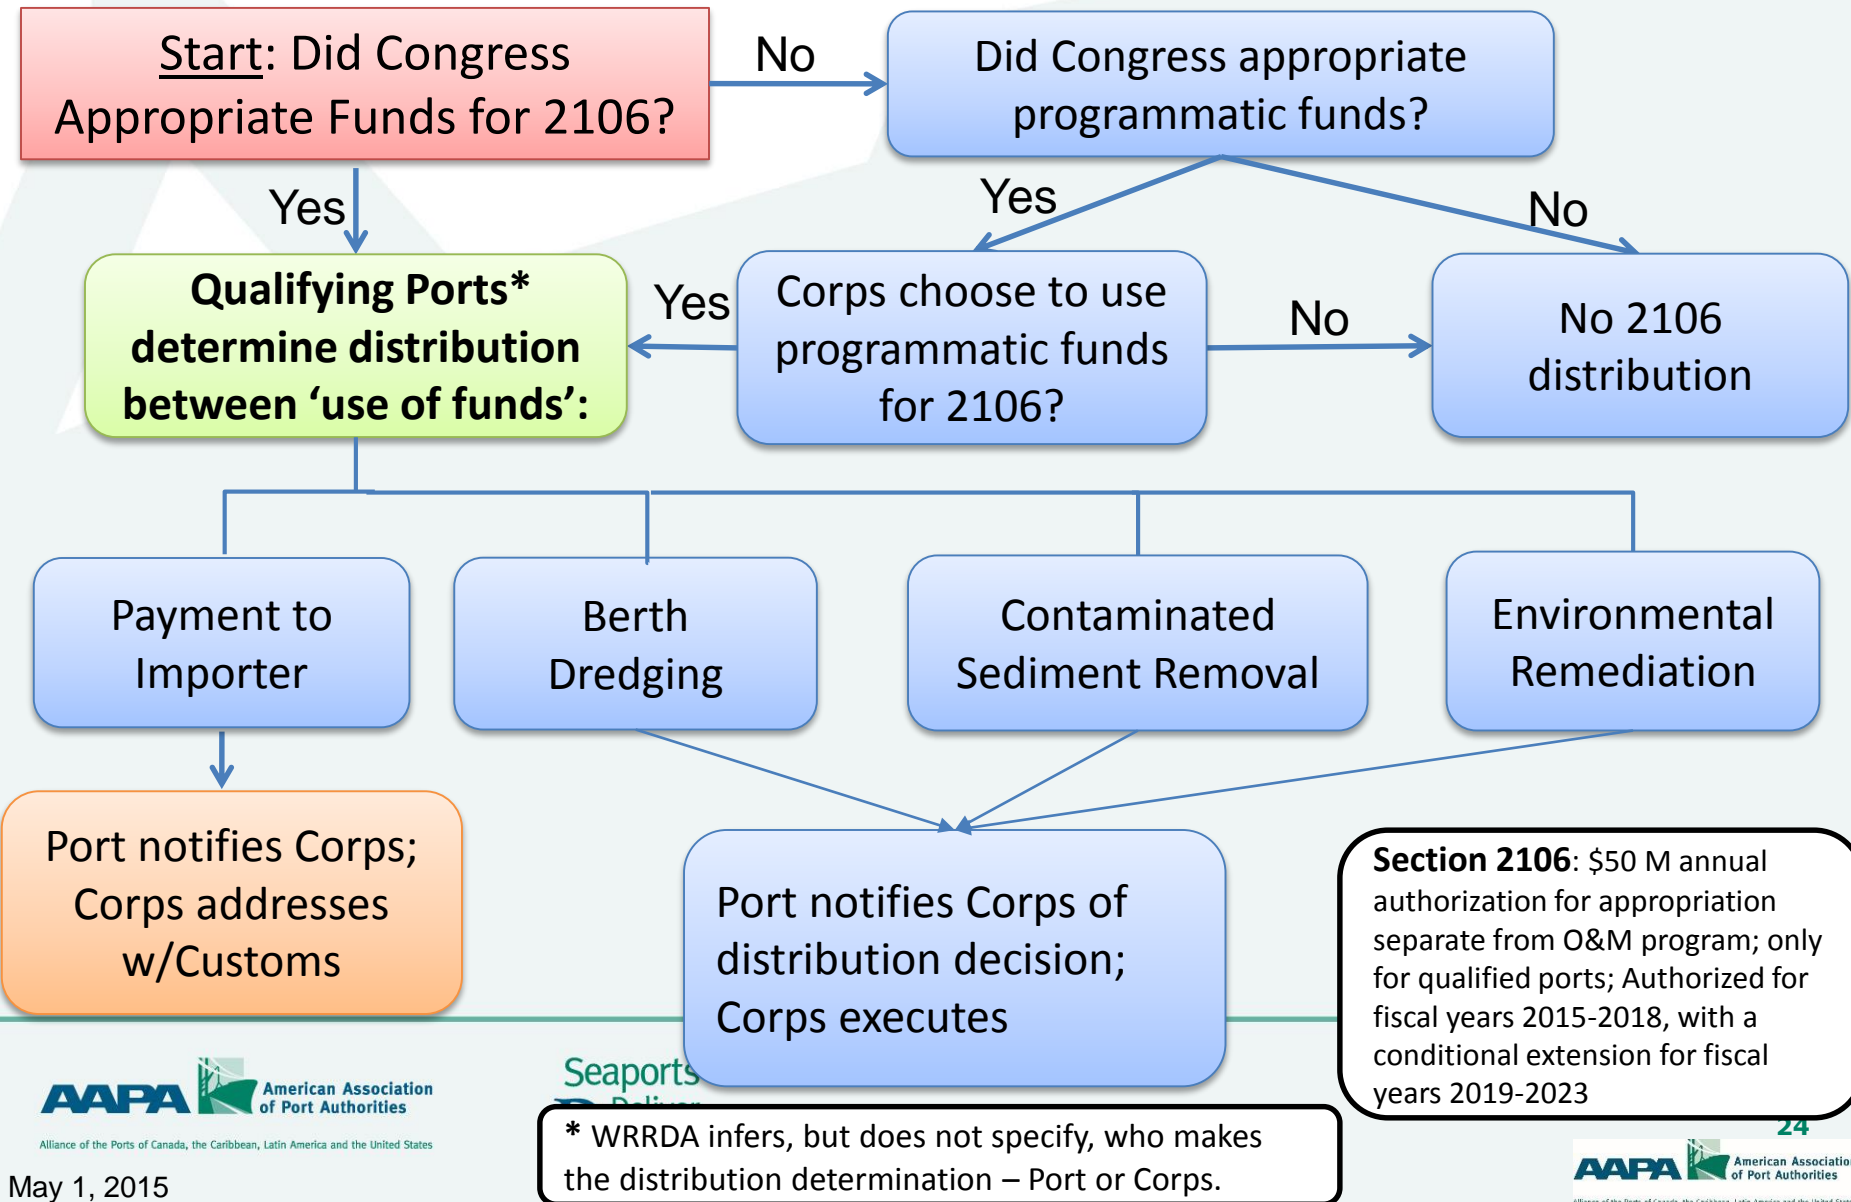 Start: Did Congress
Appropriate Funds for 2106?
No
Did Congress appropriate
programmatic funds?
Yes
Yes
No
Qualifying Ports*
determine distribution
between ‘use of funds’:
Yes
Corps choose to use
programmatic funds
for 2106?
No
No 2106
distribution
Payment to
Importer
Berth
Dredging
Contaminated
Sediment Removal
Environmental
Remediation
Port notifies Corps;
Corps addresses
w/Customs
Port notifies Corps of
distribution decision;
Corps executes
Section 2106: $50 M annual
authorization for appropriation
separate from O&M program; only
for qualified ports; Authorized for
fiscal years 2015-2018, with a
conditional extension for fiscal
years 2019-2023
AAPA American Association
of Port Authorities
Alliance of the Ports of Canada, the Caribbean, Latin America and the United States
Seaports
Deliver
* WRRDA infers, but does not specify, who makes
the distribution determination – Port or Corps.
24
AAPA American Association
of Port Authorities
May 1, 2015